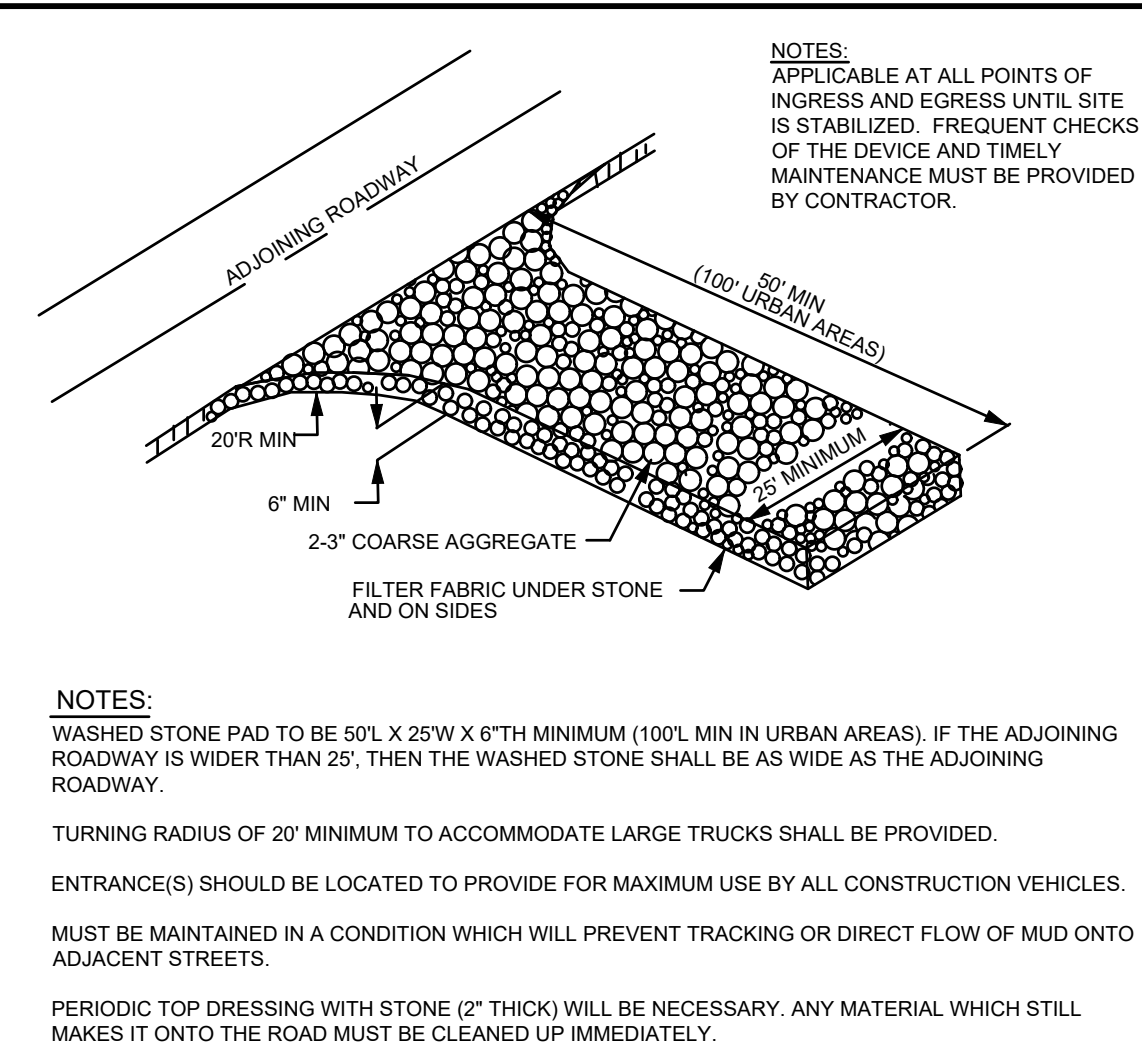 NOTES:
APPLICABLE AT ALL POINTS OF
INGRESS AND EGRESS UNTIL SITE
IS STABILIZED. FREQUENT CHECKS
OF THE DEVICE AND TIMELY
MAINTENANCE MUST BE PROVIDED
BY CONTRACTOR.
ADJOINING ROADWAY
50' MIN
(100' URBAN AREAS)
25' MINIMUM
20'R MIN
6" MIN
2-3" COARSE AGGREGATE
FILTER FABRIC UNDER STONE
AND ON SIDES
NOTES:
WASHED STONE PAD TO BE 50'L X 25'W X 6"TH MINIMUM (100'L MIN IN URBAN AREAS). IF THE ADJOINING
ROADWAY IS WIDER THAN 25', THEN THE WASHED STONE SHALL BE AS WIDE AS THE ADJOINING
ROADWAY.
TURNING RADIUS OF 20' MINIMUM TO ACCOMMODATE LARGE TRUCKS SHALL BE PROVIDED.
ENTRANCE(S) SHOULD BE LOCATED TO PROVIDE FOR MAXIMUM USE BY ALL CONSTRUCTION VEHICLES.
MUST BE MAINTAINED IN A CONDITION WHICH WILL PREVENT TRACKING OR DIRECT FLOW OF MUD ONTO
ADJACENT STREETS.
PERIODIC TOP DRESSING WITH STONE (2" THICK) WILL BE NECESSARY. ANY MATERIAL WHICH STILL
MAKES IT ONTO THE ROAD MUST BE CLEANED UP IMMEDIATELY.